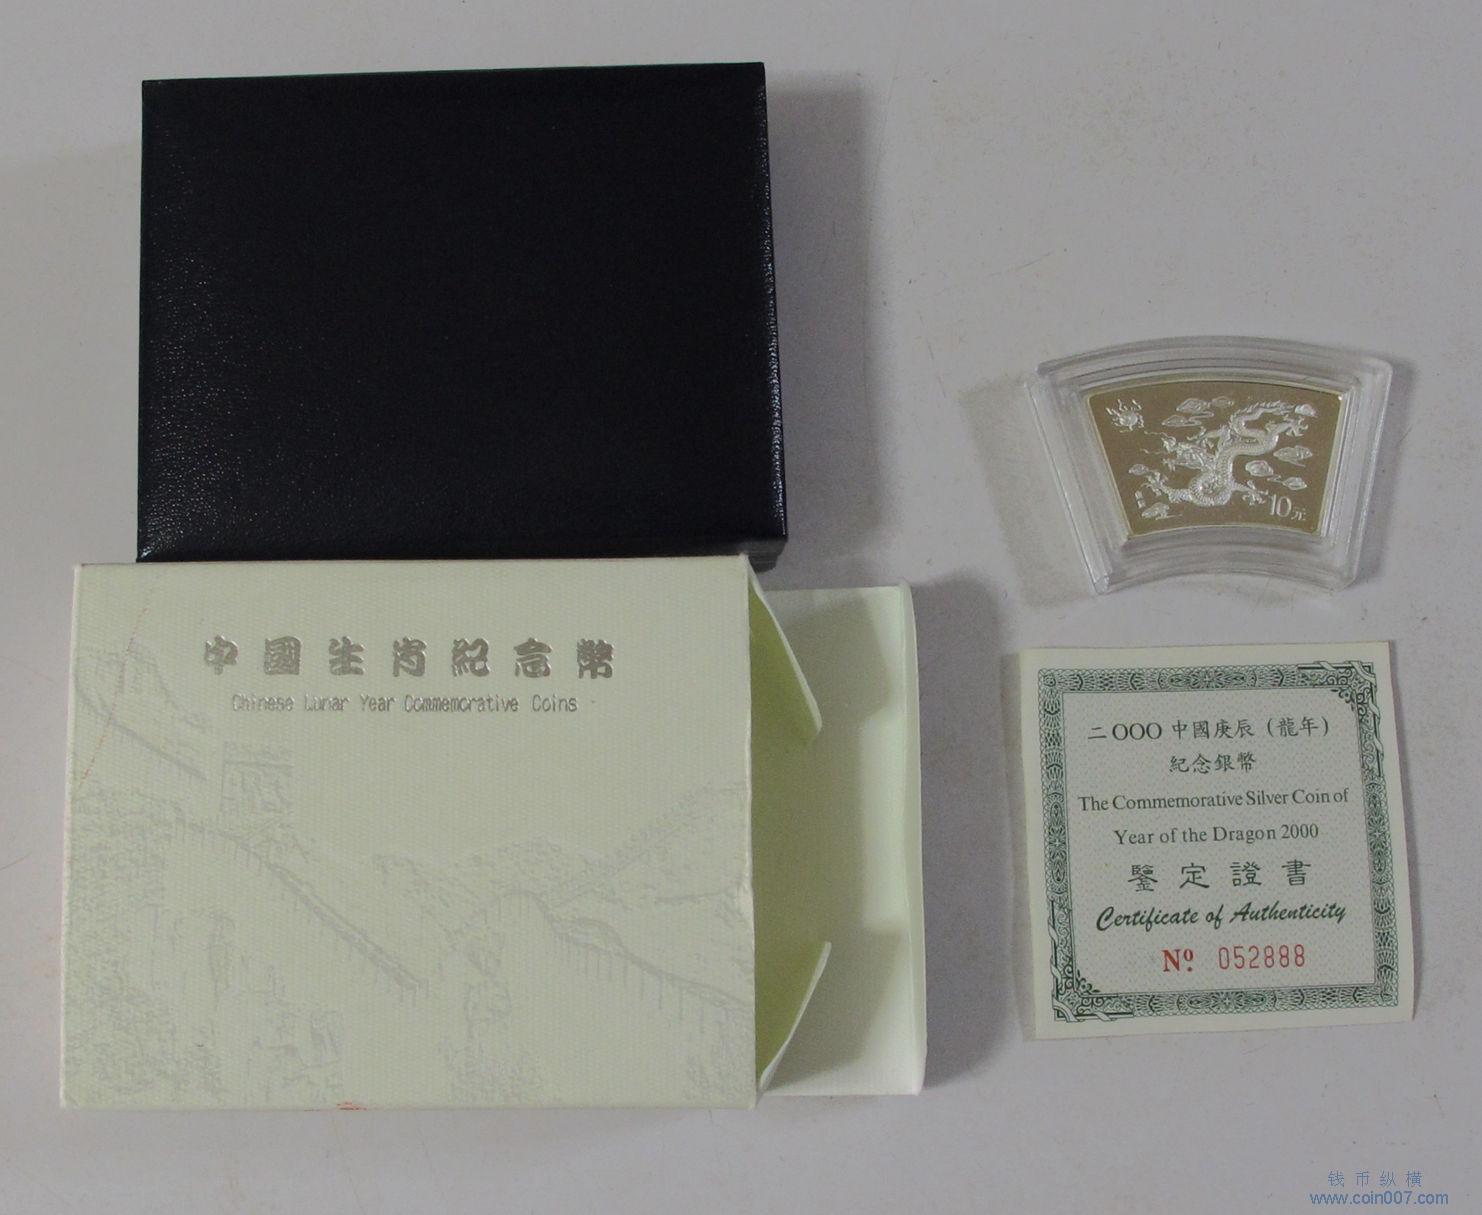 中國生肖紀念幣
Chinese Lunar Year Commemorative Coins
10元
二OOO中國庚辰(龍年)
紀念銀幣
The Commemorative Silver Coin of
Year of the Dragon 2000
鑒定證書
Certificate of Authenticity
Nº 052888
钱币纵横
www.coin007.com